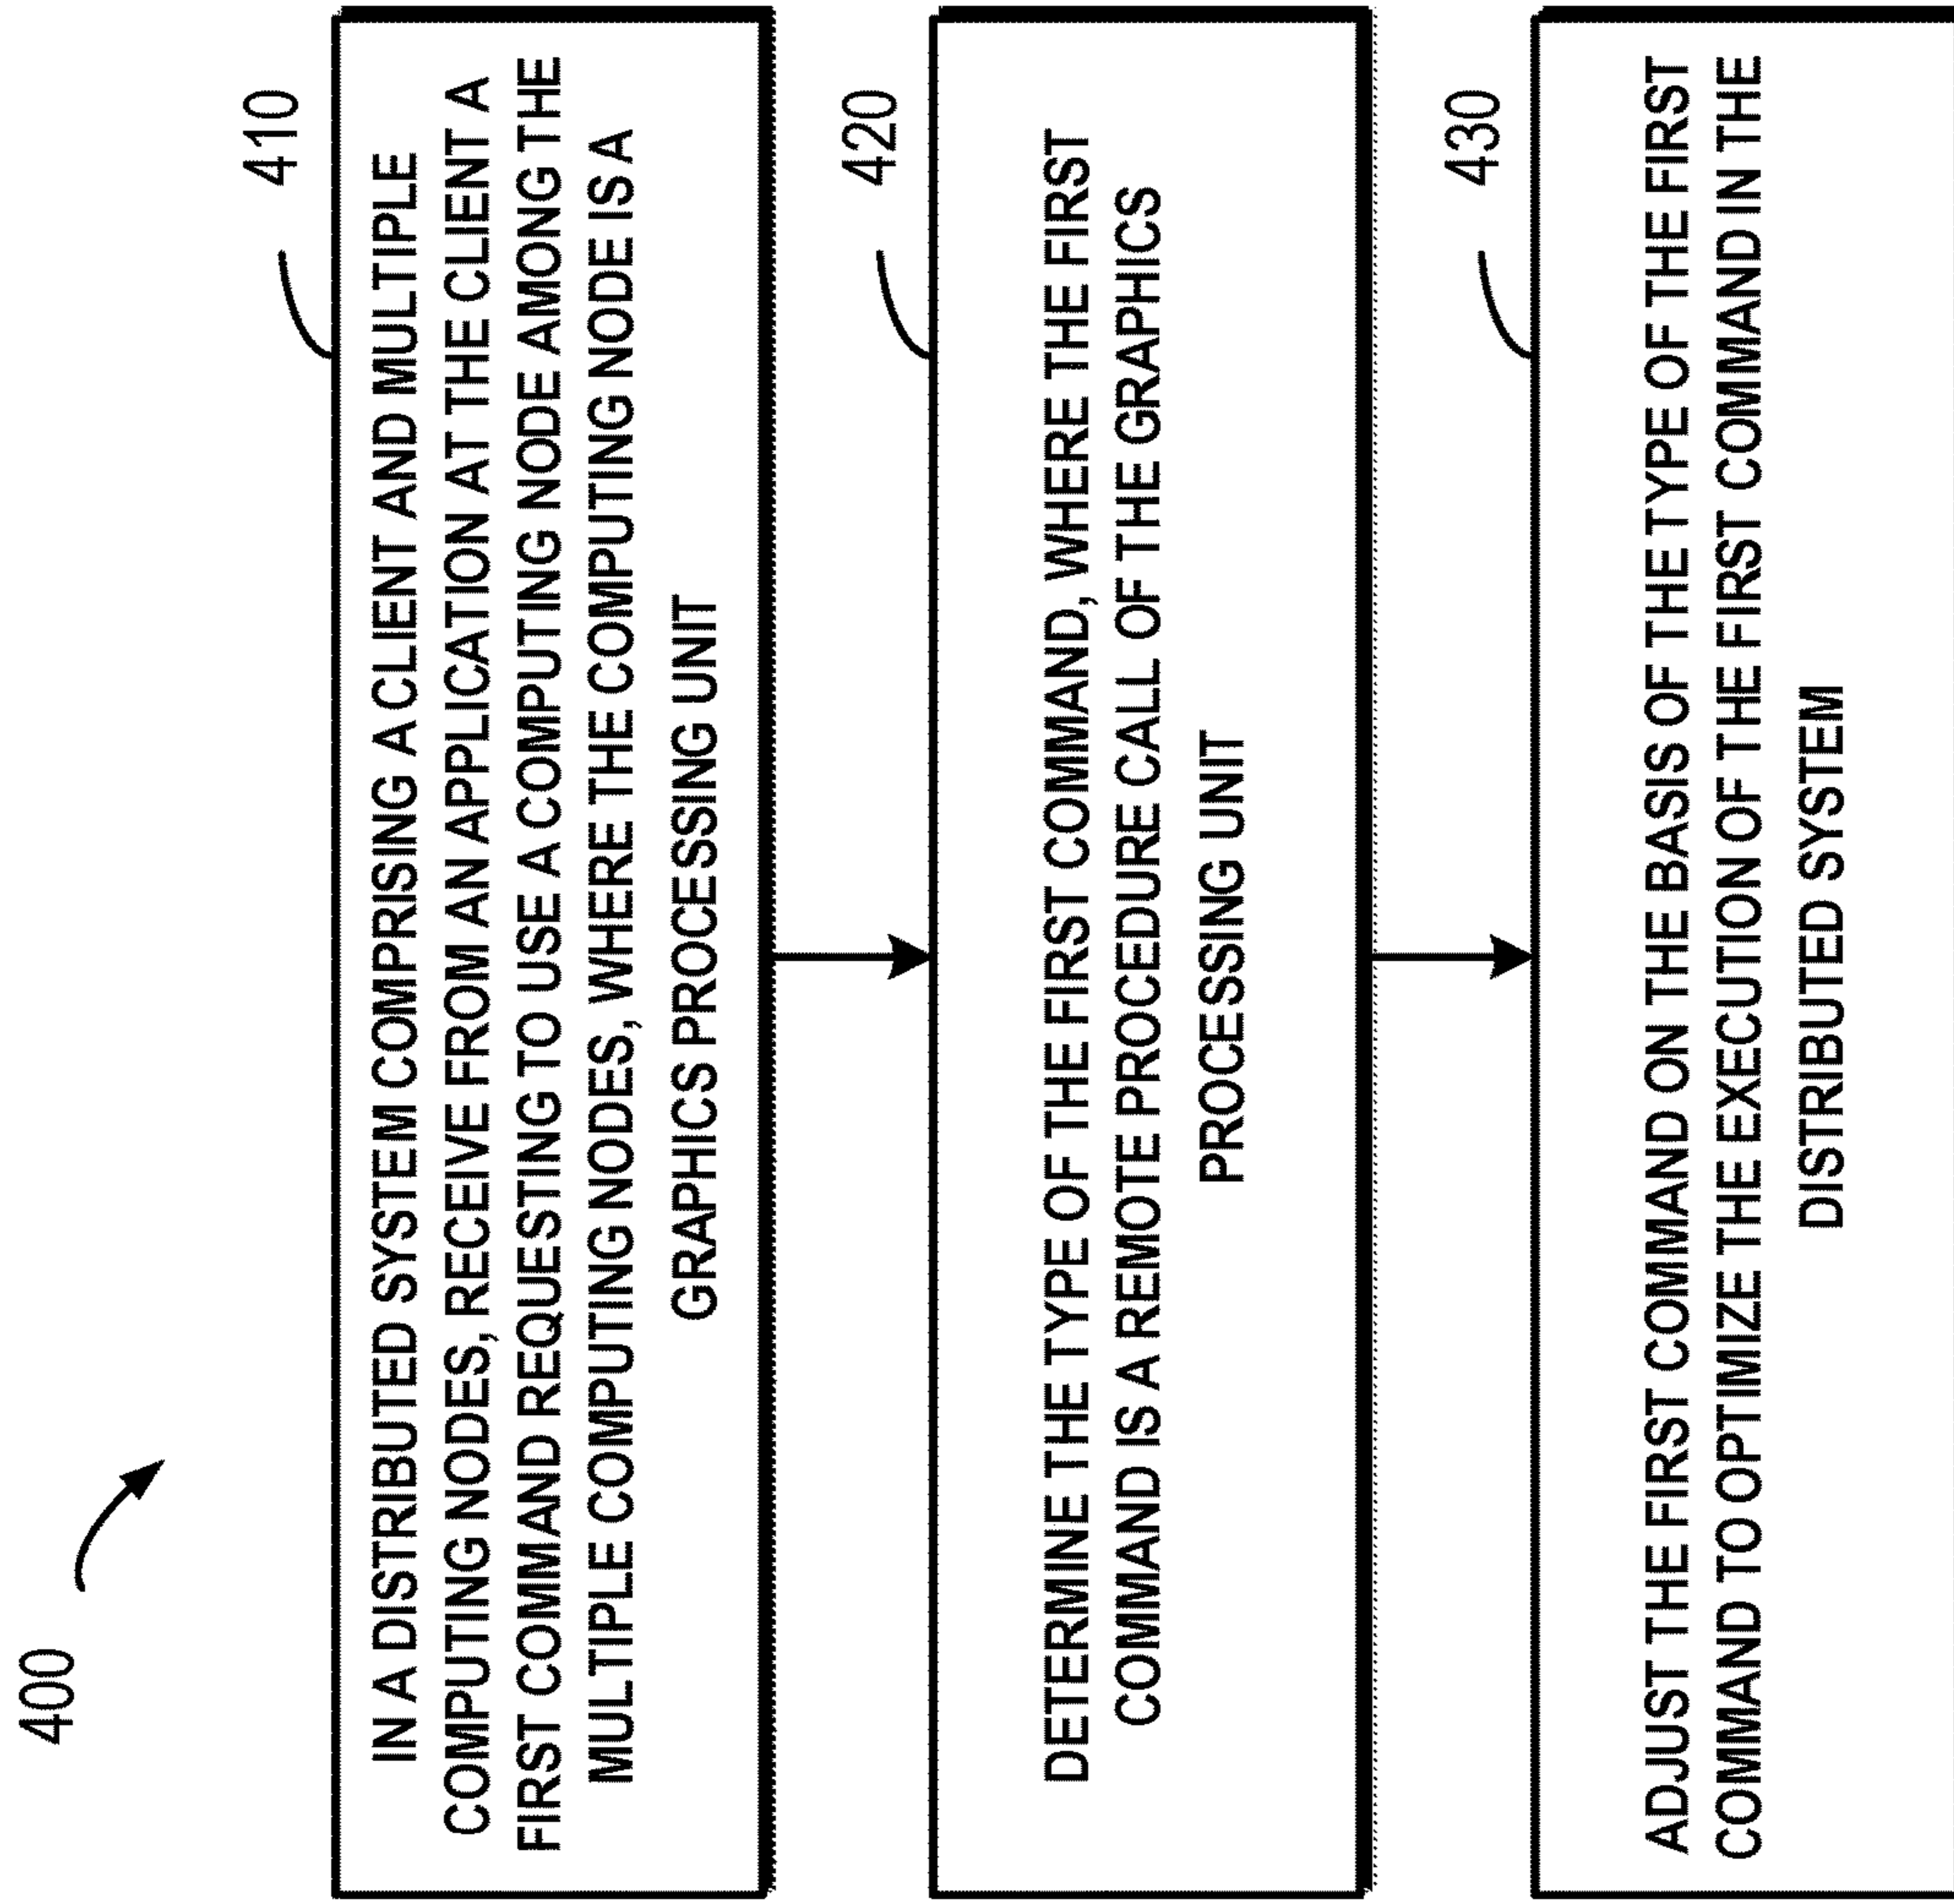 400
410
IN A DISTRIBUTED SYSTEM COMPRISING A CLIENT AND MULTIPLE
COMPUTING NODES, RECEIVE FROM AN APPLICATION AT THE CLIENT A
FIRST COMMAND REQUESTING TO USE A COMPUTING NODE AMONG THE
MULTIPLE COMPUTING NODES, WHERE THE COMPUTING NODE IS A
GRAPHICS PROCESSING UNIT
420
DETERMINE THE TYPE OF THE FIRST COMMAND, WHERE THE FIRST
COMMAND IS A REMOTE PROCEDURE CALL OF THE GRAPHICS
PROCESSING UNIT
430
ADJUST THE FIRST COMMAND ON THE BASIS OF THE TYPE OF THE FIRST
COMMAND TO OPTIMIZE THE EXECUTION OF THE FIRST COMMAND IN THE
DISTRIBUTED SYSTEM